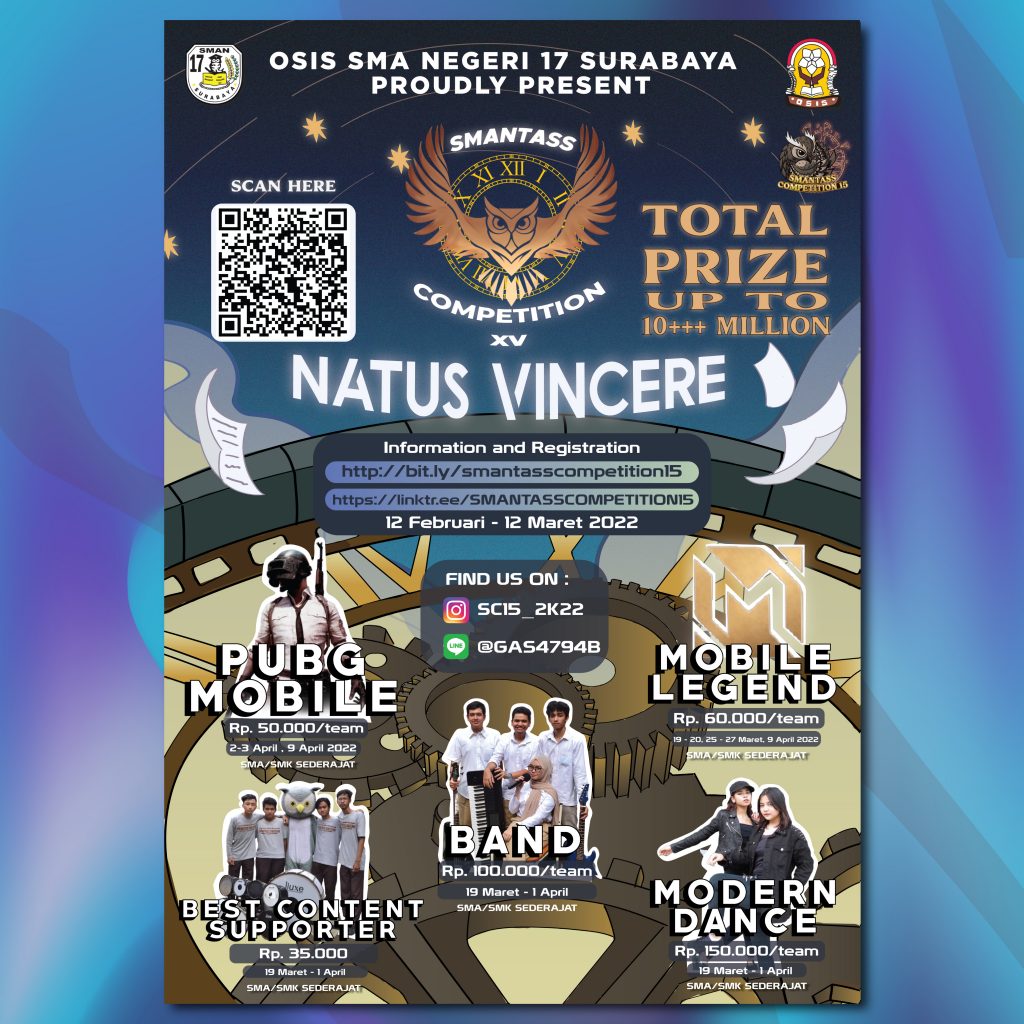 SMAN
17
SURABAYA
OSIS SMA NEGERI 17 SURABAYA
PROUDLY PRESENT
OSIS
SMANTASS
COMPETITION 15
SCAN HERE
SMANTASS
X XI XII I II
COMPETITION
XV
TOTAL
PRIZE
UP TO
10+++ MILLION
NATUS VINCERE
Information and Registration
http://bit.ly/smantasscompetition15
https://linktr.ee/SMANTASSCOMPETITION15
12 Februari - 12 Maret 2022
FIND US ON :
SC15_2K22
LINE
@GAS4794B
PUBG
MOBILE
Rp. 50.000/team
2-3 April , 9 April 2022
SMA/SMK SEDERAJAT
MOBILE
LEGEND
Rp. 60.000/team
19 - 20, 25 - 27 Maret, 9 April 2022
SMA/SMK SEDERAJAT
BAND
Rp. 100.000/team
19 Maret - 1 April
SMA/SMK SEDERAJAT
BEST CONTENT
SUPPORTER
Rp. 35.000
19 Maret - 1 April
SMA/SMK SEDERAJAT
MODERN
DANCE
Rp. 150.000/team
19 Maret - 1 April
SMA/SMK SEDERAJAT